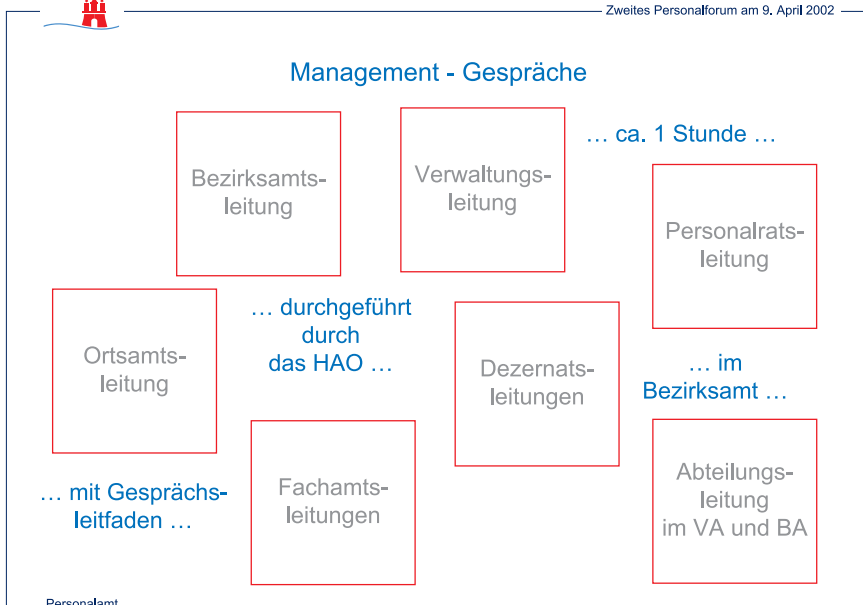 Zweites Personalforum am 9. April 2002
Management - Gespräche
Bezirksamts-
leitung
Verwaltungs-
leitung
… ca. 1 Stunde …
Personalrats-
leitung
Ortsamts-
leitung
… durchgeführt
durch
das HAO …
Dezernats-
leitungen
… im
Bezirksamt …
… mit Gesprächs-
leitfaden …
Fachamts-
leitungen
Abteilungs-
leitung
im VA und BA
Personalamt